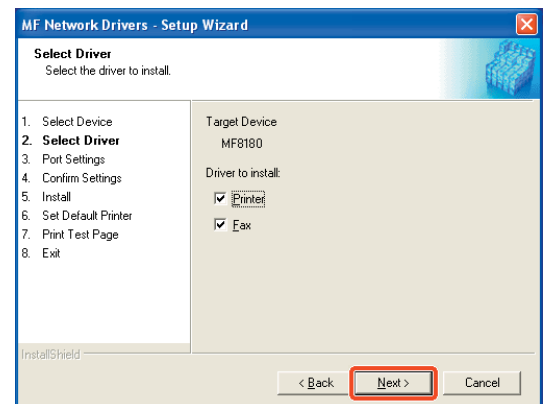 MF Network Drivers - Setup Wizard
Select Driver
Select the driver to install.
1. Select Device
2. Select Driver
3. Port Settings
4. Confirm Settings
5. Install
6. Set Default Printer
7. Print Test Page
8. Exit
Target Device
MF8180
Driver to install:
Printer
Fax
InstallShield
< Back
Next >
Cancel